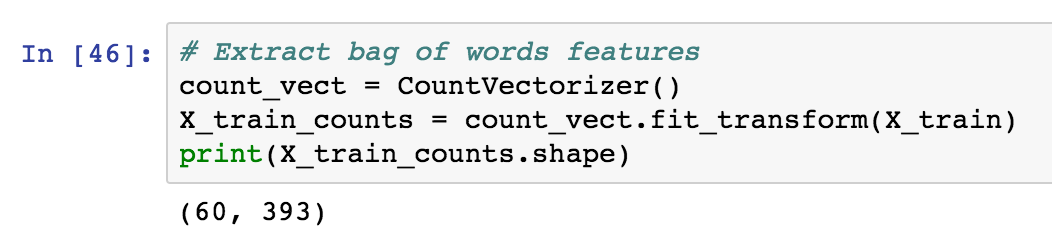 In [46]: # Extract bag of words features
count_vect = CountVectorizer()
X_train_counts = count_vect.fit_transform(X_train)
print(X_train_counts.shape)
(60, 393)